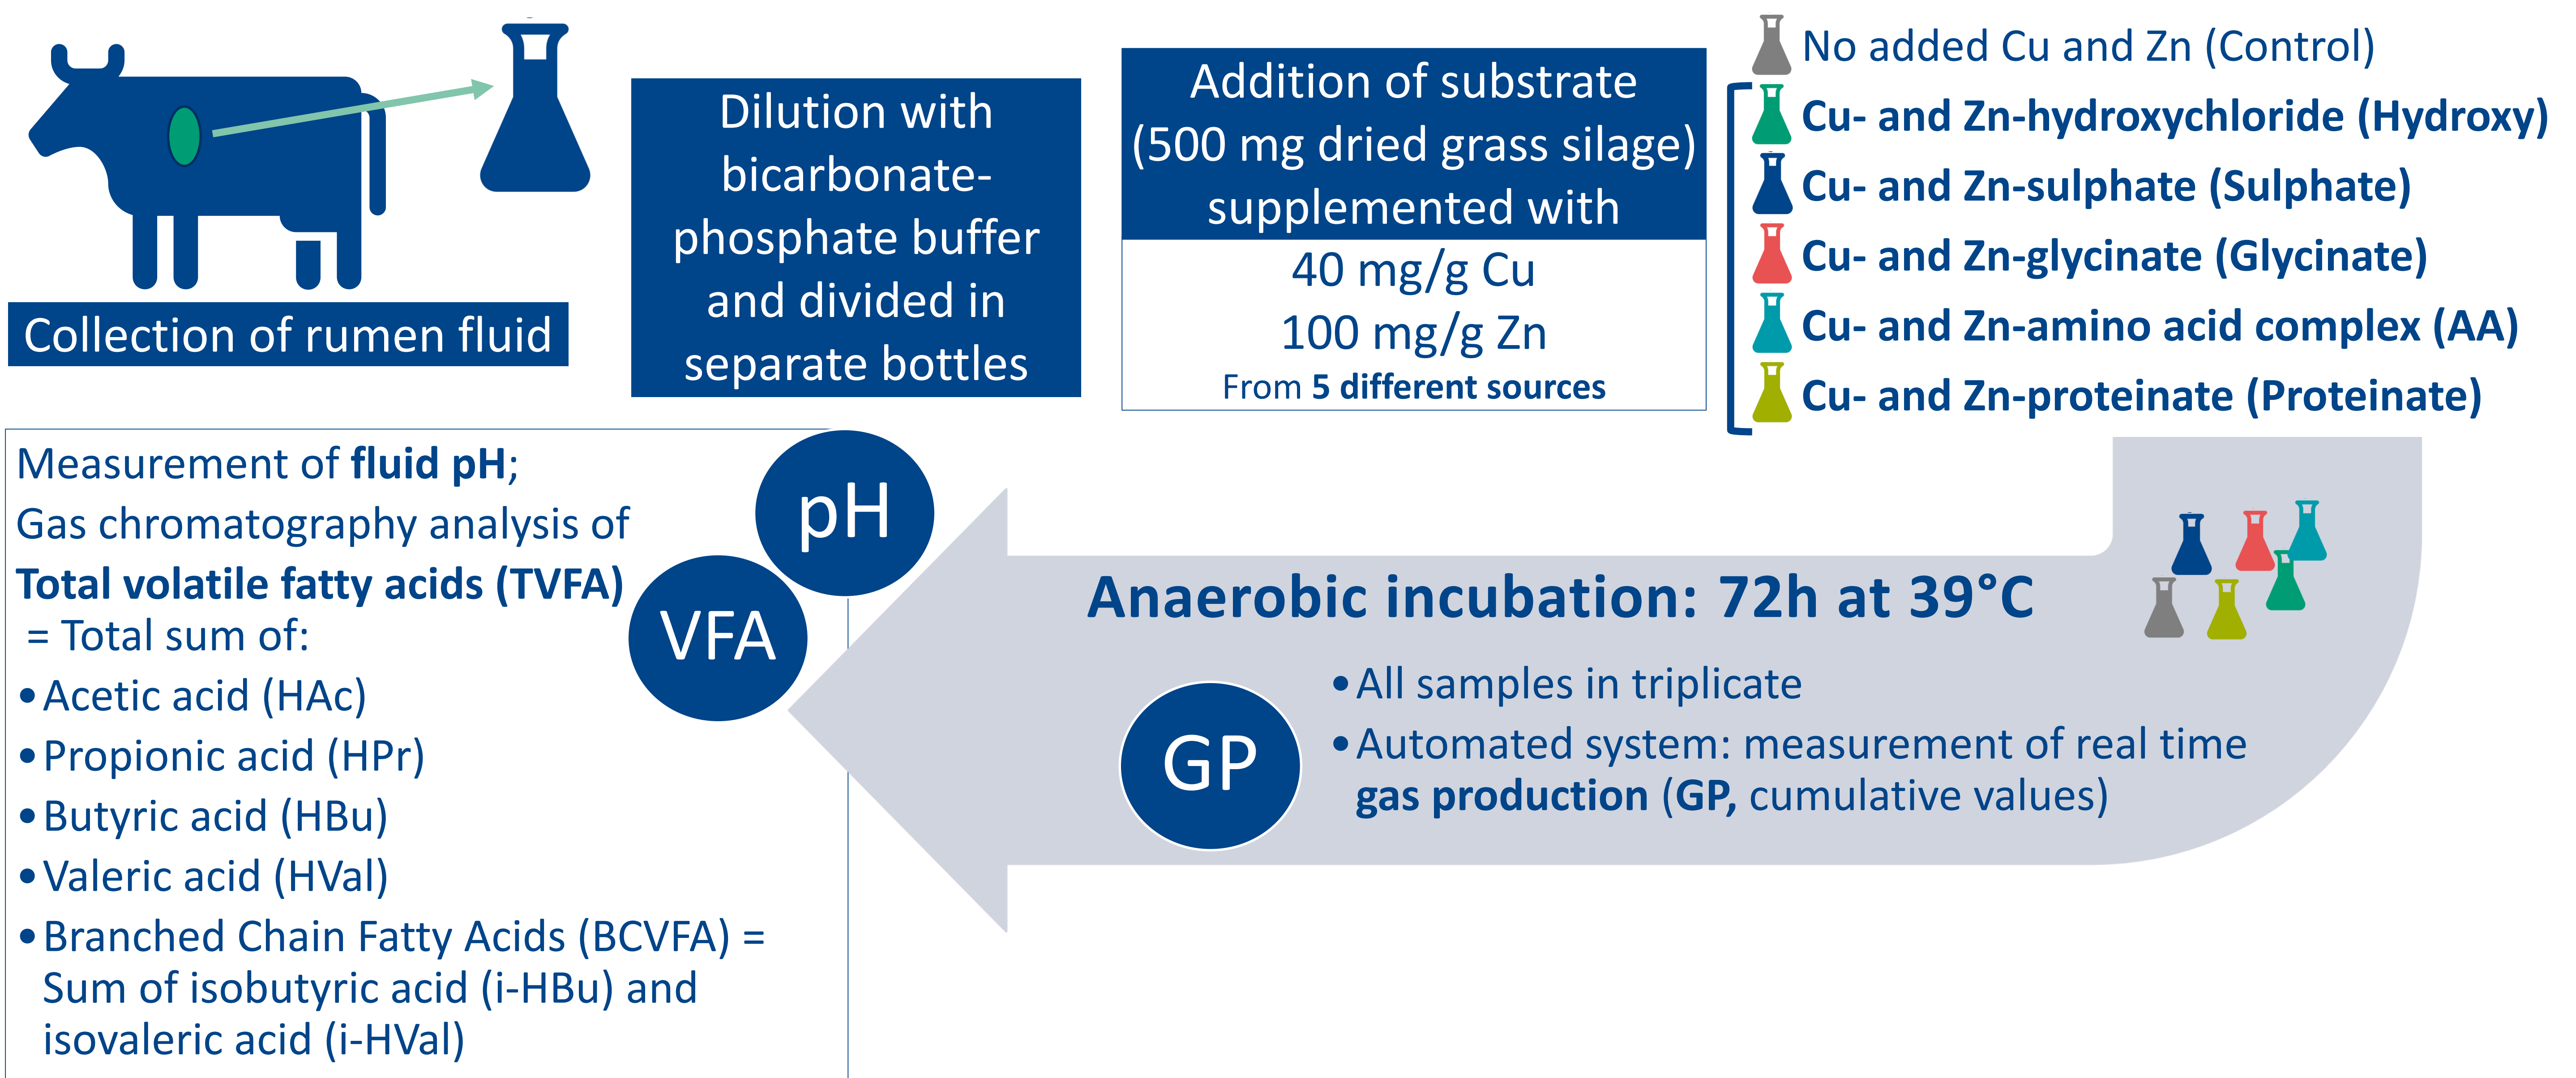 Collection of rumen fluid
Dilution with
bicarbonate-
phosphate buffer
and divided in
separate bottles
Addition of substrate
(500 mg dried grass silage)
supplemented with
40 mg/g Cu
100 mg/g Zn
From 5 different sources
No added Cu and Zn (Control)
Cu- and Zn-hydroxychloride (Hydroxy)
Cu- and Zn-sulphate (Sulphate)
Cu- and Zn-glycinate (Glycinate)
Cu- and Zn-amino acid complex (AA)
Cu- and Zn-proteinate (Proteinate)
Anaerobic incubation: 72h at 39°C
GP
•All samples in triplicate
•Automated system: measurement of real time
gas production (GP, cumulative values)
pH
VFA
Measurement of fluid pH;
Gas chromatography analysis of
Total volatile fatty acids (TVFA)
= Total sum of:
•Acetic acid (HAc)
•Propionic acid (HPr)
•Butyric acid (HBu)
•Valeric acid (HVal)
•Branched Chain Fatty Acids (BCVFA) =
Sum of isobutyric acid (i-HBu) and
isovaleric acid (i-HVal)